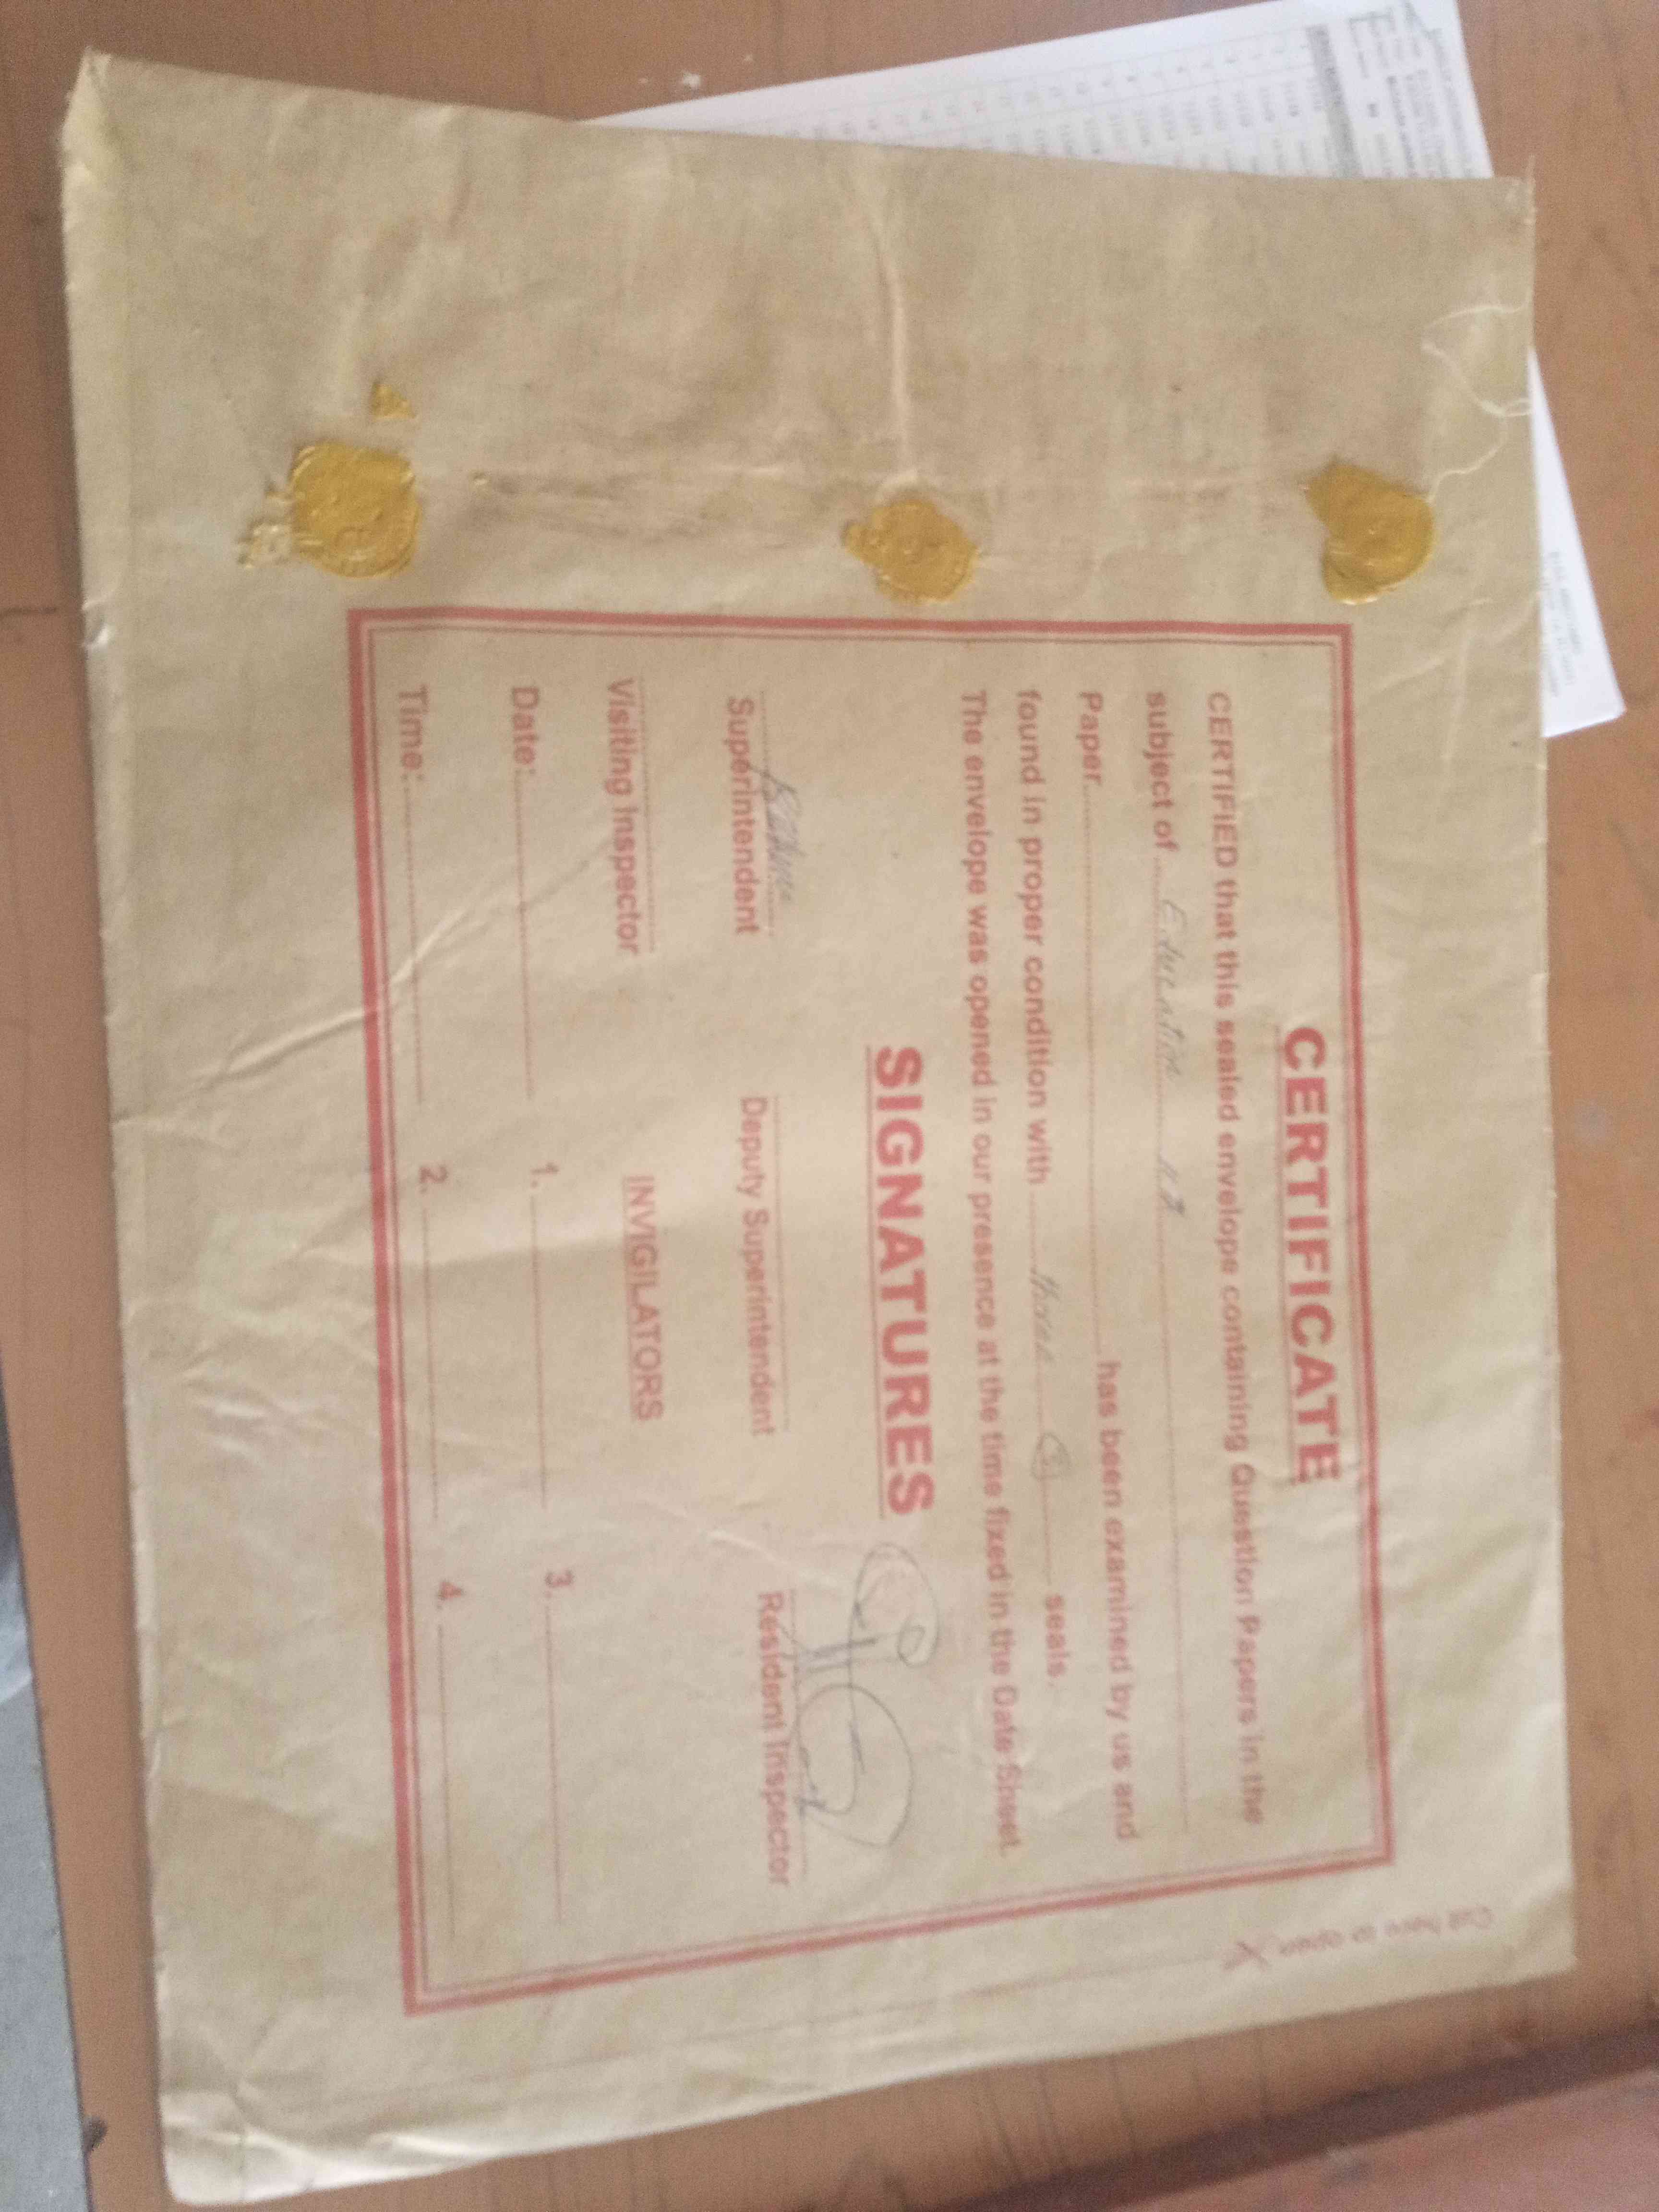 CERTIFICATE
CERTIFIED that this sealed envelope containing Question Papers in the
subject of Education
Paper has been examined by us and
found in proper condition with three 3 seals.
The envelope was opened in our presence at the time fixed in the Date Sheet.
SIGNATURES
Superintendent Deputy Superintendent Resident Inspector
Visiting Inspector INVIGILATORS
Date: 1. 3.
Time: 2. 4.
Cut here to open